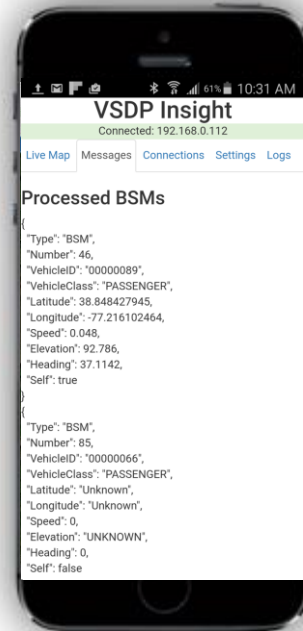 61% 10:31 AM
VSDP Insight
Connected: 192.168.0.112
Live Map Messages Connections Settings Logs
Processed BSMs
{
"Type": "BSM",
"Number": 46,
"VehicleID": "00000089",
"VehicleClass": "PASSENGER",
"Latitude": 38.848427945,
"Longitude": -77.216102464,
"Speed": 0.048,
"Elevation": 92.786,
"Heading": 37.1142,
"Self": true
}
{
"Type": "BSM",
"Number": 85,
"VehicleID": "00000066",
"VehicleClass": "PASSENGER",
"Latitude": "Unknown",
"Longitude": "Unknown",
"Speed": 0,
"Elevation": "UNKNOWN",
"Heading": 0,
"Self": false